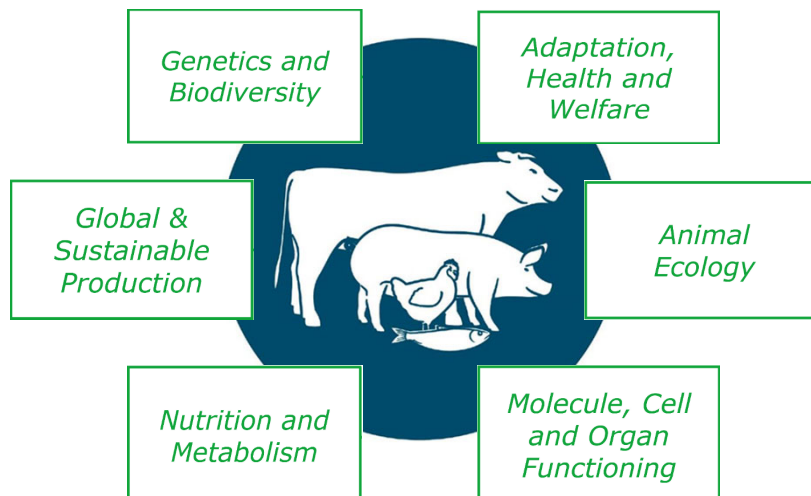 Genetics and
Biodiversity
Adaptation,
Health and
Welfare
Global &
Sustainable
Production
Animal
Ecology
Nutrition and
Metabolism
Molecule, Cell
and Organ
Functioning